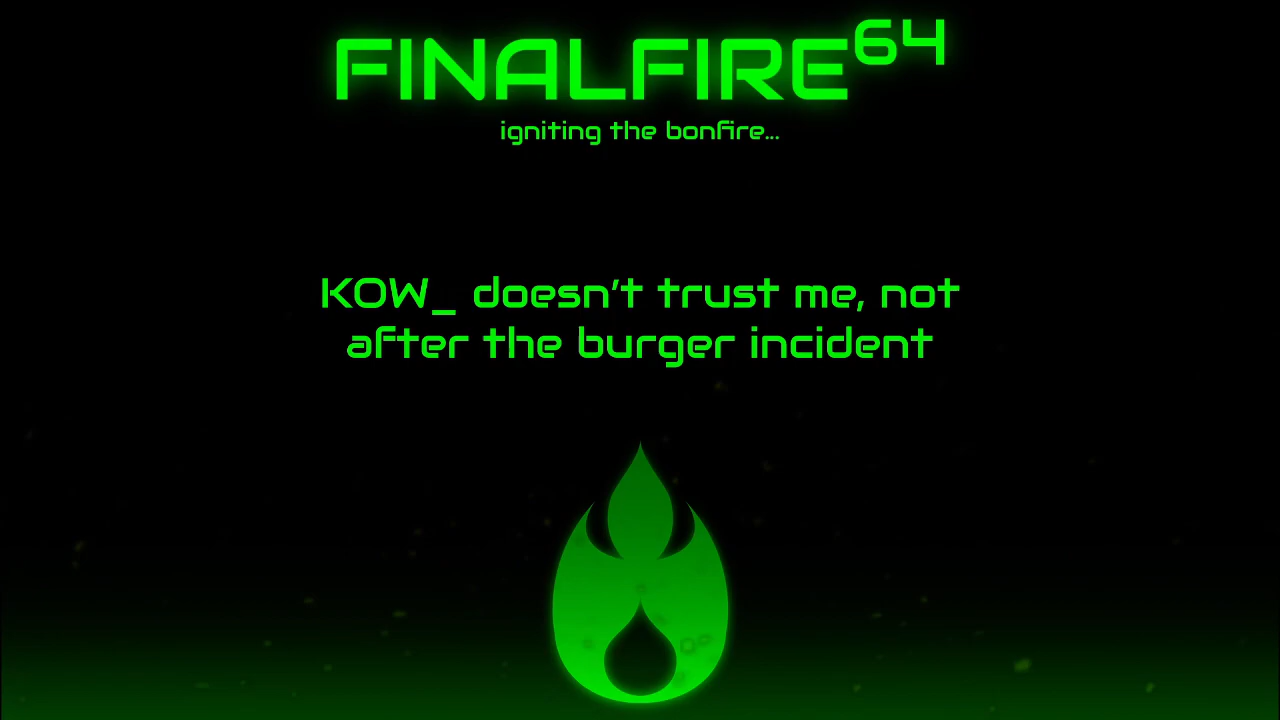 FINALFIRE⁶⁴
igniting the bonfire...
KOW_ doesn't trust me, not
after the burger incident